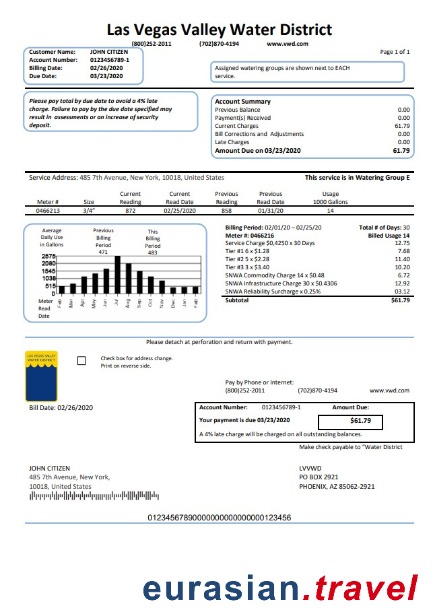 Las Vegas Valley Water District
(800)252-2011 (702)870-4194 www.vwd.com
Page 1 of 1
Customer Name: JOHN CITIZEN
Account Number: 0123456789-1
Billing Date: 02/26/2020
Due Date: 03/23/2020
Assigned watering groups are shown next to EACH
service.
Please pay total by due date to avoid a 4% late
charge. Failure to pay by the due date specified may
result in assessments or an increase of security
deposit.
Account Summary
Previous Balance 0.00
Payment(s) Received 0.00
Current Charges 61.79
Bill Corrections and Adjustments 0.00
Late Charges 0.00
Amount Due on 03/23/2020 61.79
Service Address: 485 7th Avenue, New York, 10018, United States This service is in Watering Group E
Current Current Previous Previous Usage
Meter # Size Reading Read Date Reading Read Date 1000 Gallons
0466213 3/4" 872 02/25/2020 858 01/31/20 14
Average
Daily Use
in Gallons
Previous
Billing
Period
471
This
Billing
Period
483
2575
2080
1545
1030
515
0
Meter
Read
Date
Feb Mar Apr May Jun Jul Aug Sep Oct Nov Dec Jan Feb
Billing Period: 02/01/20 – 02/25/20 Total # of Days: 30
Meter #: 0466216 Billed Usage 14
Service Charge $0,4250 x 30 Days 12.75
Tier #1 6 x $1.28 7.68
Tier #2 5 x $2.28 11.40
Tier #3.3 x $3.40 10.20
SNWA Commodity Charge 14 x $0.48 6.72
SNWA Infrastructure Charge 30 x $0.4306 12.92
SNWA Reliability Surcharge x 0.25% 03.12
Subtotal $61.79
Please detach at perforation and return with payment.
LAS VEGAS VALLEY
WATER DISTRICT
Check box for address change.
Print on reverse side.
Pay by Phone or Internet:
(800)252-2011 (702)870-4194 www.vwd.com
Bill Date: 02/26/2020
Account Number: 0123456789-1 Amount Due:
Your payment is due 03/23/2020 $61.79
A 4% late charge will be charged on all outstanding balances.
Make check payable to "Water District
JOHN CITIZEN
485 7th Avenue, New York,
10018, United States
LVVWD
PO BOX 2921
PHOENIX, AZ 85062-2921
01234567890000000000000000123456
eurasian.travel